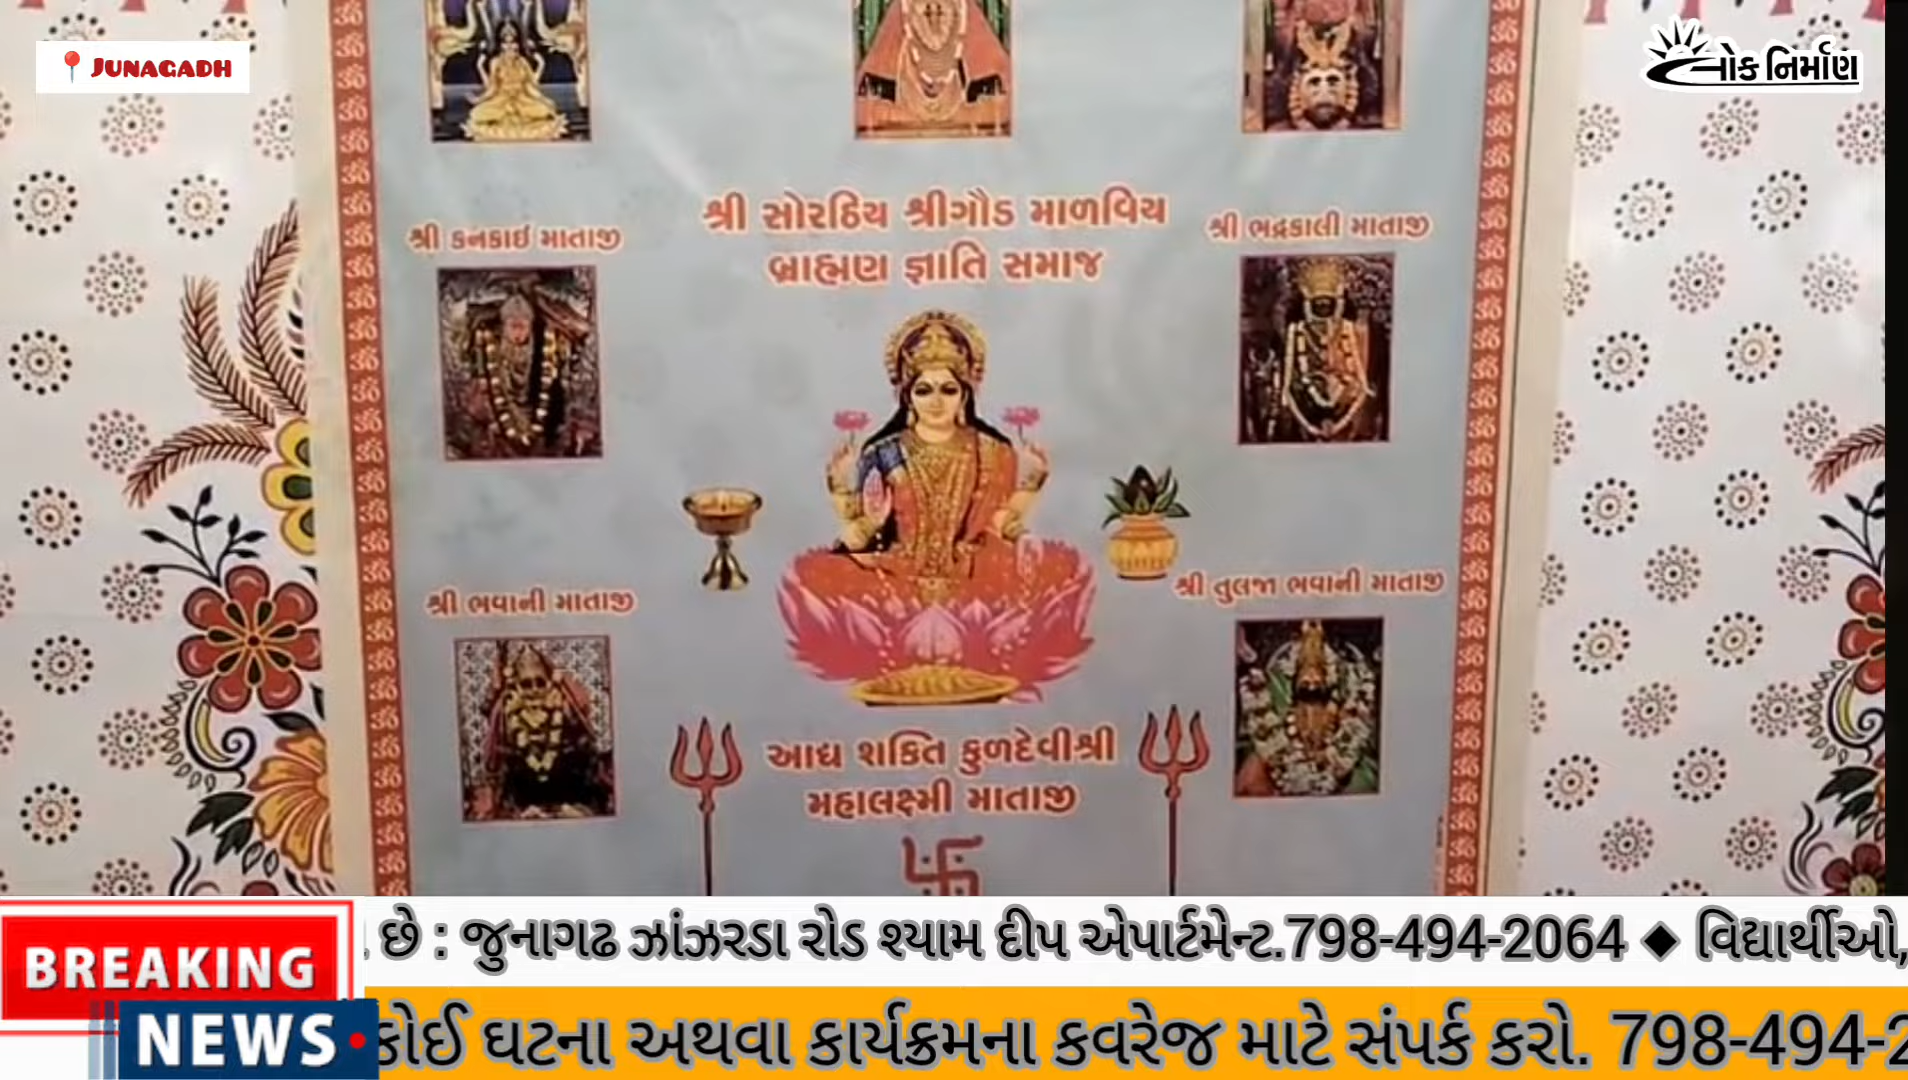 JUNAGADH
લોક નિર્માણ
શ્રી સોરઠિય શ્રીગૌડ માળવિય
બ્રાહ્મણ જ્ઞાતિ સમાજ
શ્રી કનકાઈ માતાજી
શ્રી ભદ્રકાલી માતાજી
શ્રી ભવાની માતાજી
શ્રી તુલજા ભવાની માતાજી
આદ્ય શકિત કુળદેવીશ્રી
મહાલક્ષ્મી માતાજી
BREAKING
NEWS
છે : જુનાગઢ ઝાંઝરડા રોડ શ્યામ દીપ એપાર્ટમેન્ટ.798-494-2064 ◆ વિદ્યાર્થીઓ,
કોઈ ઘટના અથવા કાર્યક્રમના કવરેજ માટે સંપર્ક કરો. 798-494-2